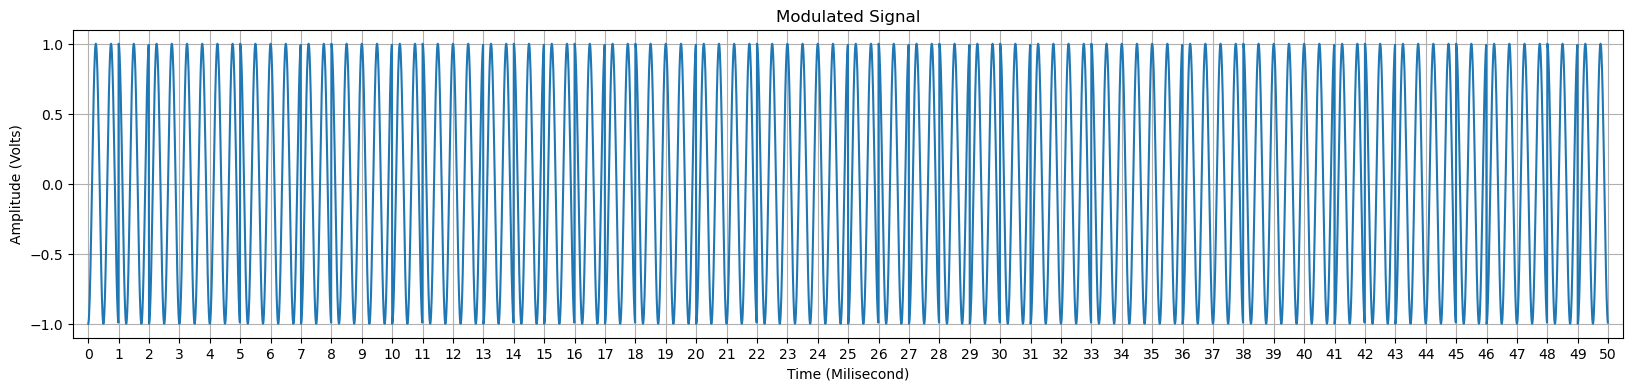 Modulated Signal
Amplitude (Volts)
1.0
0.5
0.0
−0.5
−1.0
0 1 2 3 4 5 6 7 8 9 10 11 12 13 14 15 16 17 18 19 20 21 22 23 24 25 26 27 28 29 30 31 32 33 34 35 36 37 38 39 40 41 42 43 44 45 46 47 48 49 50
Time (Milisecond)